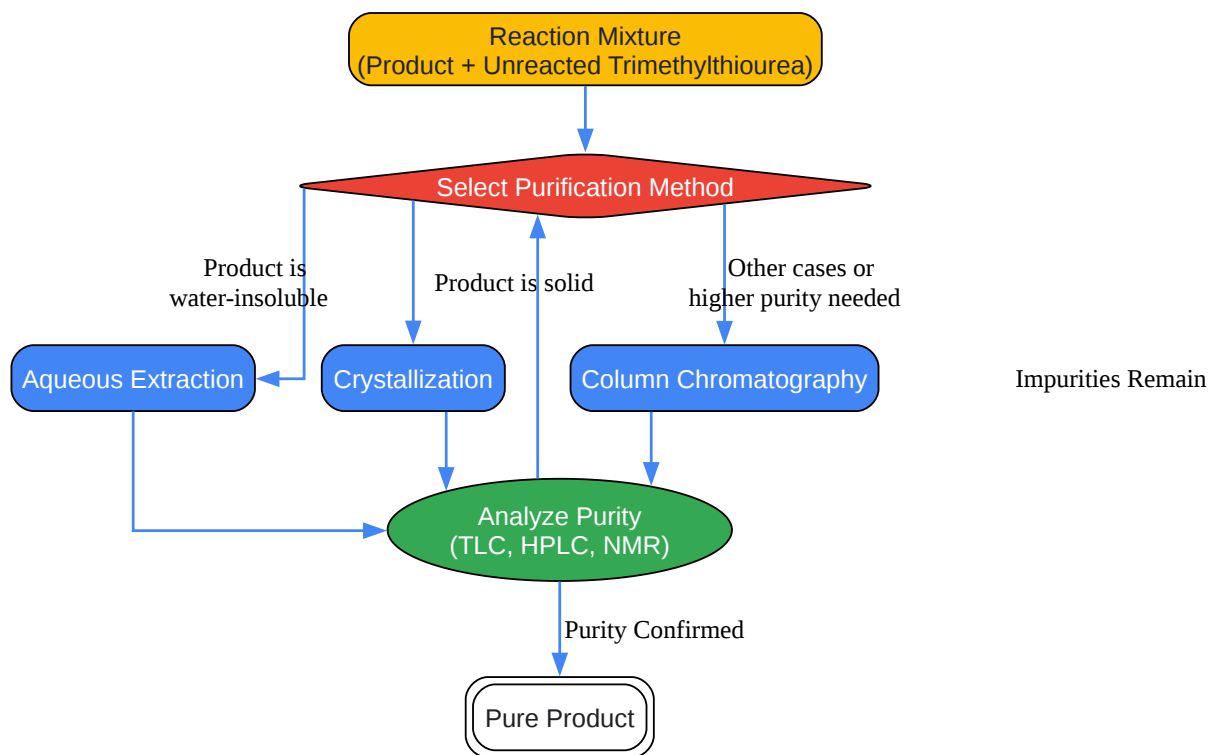 Reaction Mixture
(Product + Unreacted Trimethylthiourea)
Select Purification Method
Product is
water-insoluble
Product is solid
Other cases or
higher purity needed
Aqueous Extraction
Crystallization
Column Chromatography
Impurities Remain
Analyze Purity
(TLC, HPLC, NMR)
Purity Confirmed
Pure Product